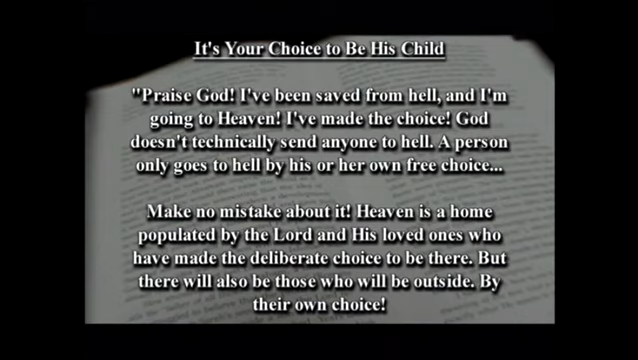 It's Your Choice to Be His Child
"Praise God! I've been saved from hell, and I'm
going to Heaven! I've made the choice! God
doesn't technically send anyone to hell. A person
only goes to hell by his or her own free choice...
Make no mistake about it! Heaven is a home
populated by the Lord and His loved ones who
have made the deliberate choice to be there. But
there will also be those who will be outside. By
their own choice!